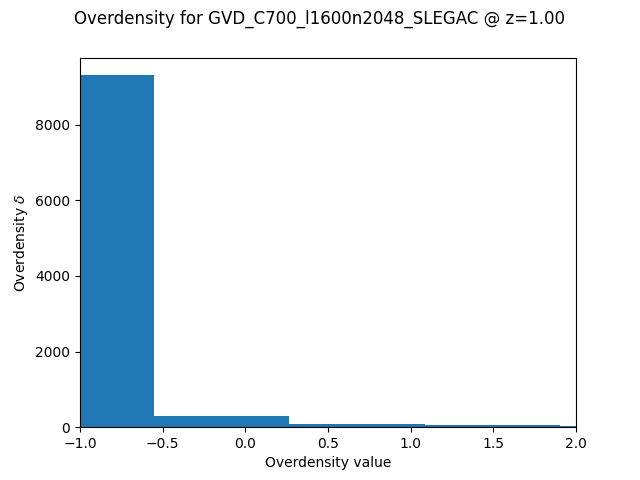 Overdensity for GVD_C700_l1600n2048_SLEGAC @ z=1.00
Overdensity δ
8000
6000
4000
2000
0
−1.0 −0.5 0.0 0.5 1.0 1.5 2.0
Overdensity value